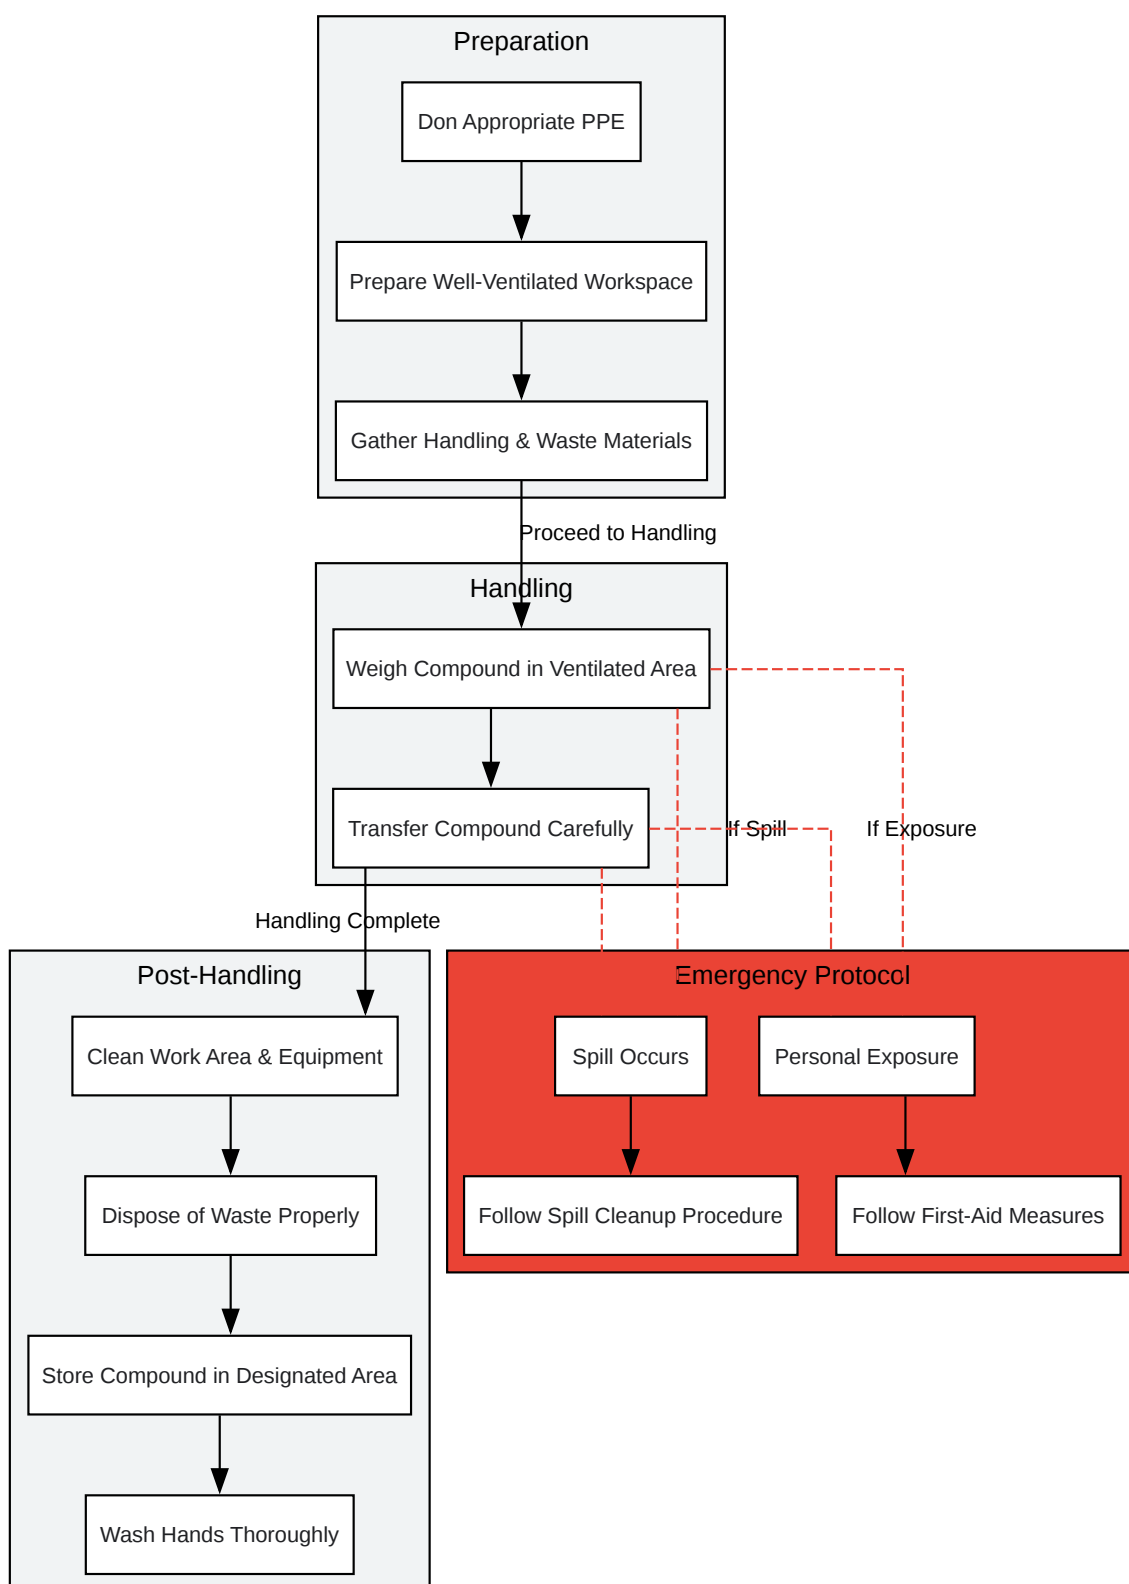 Preparation
Don Appropriate PPE
Prepare Well-Ventilated Workspace
Gather Handling & Waste Materials
Proceed to Handling
Handling
Weigh Compound in Ventilated Area
Transfer Compound Carefully
If Spill
If Exposure
Handling Complete
Post-Handling
Clean Work Area & Equipment
Dispose of Waste Properly
Store Compound in Designated Area
Wash Hands Thoroughly
Emergency Protocol
Spill Occurs
Personal Exposure
Follow Spill Cleanup Procedure
Follow First-Aid Measures